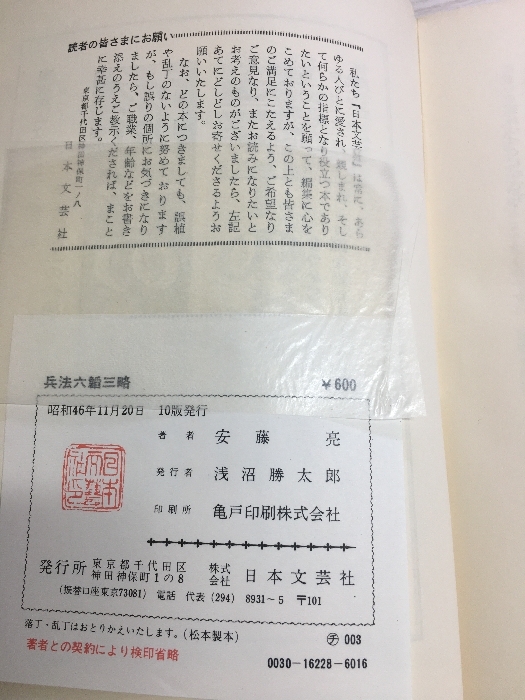 読者の皆さまにお願い
私たち『日本文芸
ゆる人びとに愛され
て何らかの指標となり役立つ本であり
たいということを願って、編集に心を
こめておりますが、この上とも皆さま
のご満足にこたえるよう、ご希望なり
ご意見なり、またお読みになりたいと
お考えのものがございましたら、左記
あてにどしどしお寄せくださるようお
願いいたします。
なお、どの本につきましても、誤植
や乱丁のないように努めております
が、もし誤りの個所にお気づきになり
ましたら、ご職業、年齢などをお書き
添えのうえご教示くだされば、まこと
に幸甚に存じます。
東京都千代田区神田神保町一ノ八
日本文芸社
兵法六韜三略 ¥600
昭和46年11月20日 10版発行
著者 安藤亮
発行者 浅沼勝太郎
印刷所 亀戸印刷株式会社
発行所 東京都千代田区神田神保町1の8 株式会社 日本文芸社
(振替口座東京73081) 電話 代表 (294) 8931~5 〒101
落丁・乱丁はおとりかえいたします。(松本製本) チ 003
著者との契約により検印省略
0030-16228-6016